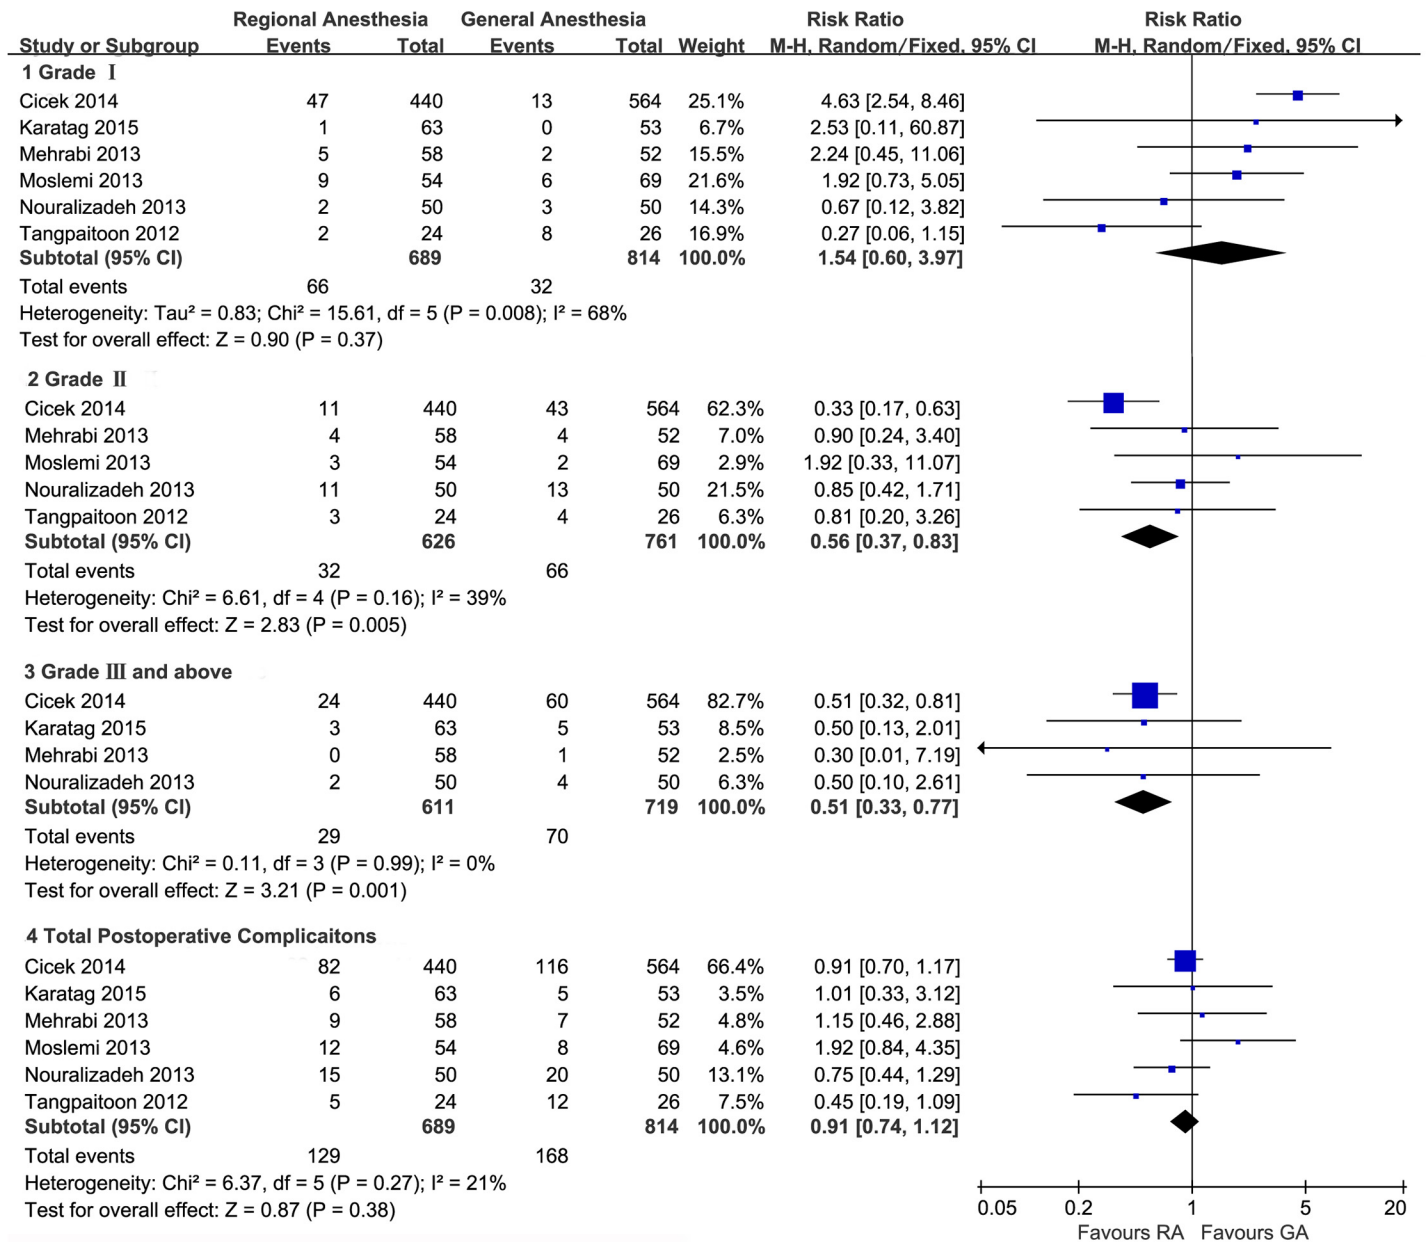 Regional Anesthesia General Anesthesia Risk Ratio Risk Ratio
Study or Subgroup Events Total Events Total Weight M-H, Random/Fixed, 95% CI M-H, Random/Fixed, 95% CI
1 Grade Ⅰ
Cicek 2014 47 440 13 564 25.1% 4.63 [2.54, 8.46]
Karatag 2015 1 63 0 53 6.7% 2.53 [0.11, 60.87]
Mehrabi 2013 5 58 2 52 15.5% 2.24 [0.45, 11.06]
Moslemi 2013 9 54 6 69 21.6% 1.92 [0.73, 5.05]
Nouralizadeh 2013 2 50 3 50 14.3% 0.67 [0.12, 3.82]
Tangpaitoon 2012 2 24 8 26 16.9% 0.27 [0.06, 1.15]
Subtotal (95% CI) 689 814 100.0% 1.54 [0.60, 3.97]
Total events 66 32
Heterogeneity: Tau² = 0.83; Chi² = 15.61, df = 5 (P = 0.008); I² = 68%
Test for overall effect: Z = 0.90 (P = 0.37)
2 Grade Ⅱ
Cicek 2014 11 440 43 564 62.3% 0.33 [0.17, 0.63]
Mehrabi 2013 4 58 4 52 7.0% 0.90 [0.24, 3.40]
Moslemi 2013 3 54 2 69 2.9% 1.92 [0.33, 11.07]
Nouralizadeh 2013 11 50 13 50 21.5% 0.85 [0.42, 1.71]
Tangpaitoon 2012 3 24 4 26 6.3% 0.81 [0.20, 3.26]
Subtotal (95% CI) 626 761 100.0% 0.56 [0.37, 0.83]
Total events 32 66
Heterogeneity: Chi² = 6.61, df = 4 (P = 0.16); I² = 39%
Test for overall effect: Z = 2.83 (P = 0.005)
3 Grade Ⅲ and above
Cicek 2014 24 440 60 564 82.7% 0.51 [0.32, 0.81]
Karatag 2015 3 63 5 53 8.5% 0.50 [0.13, 2.01]
Mehrabi 2013 0 58 1 52 2.5% 0.30 [0.01, 7.19]
Nouralizadeh 2013 2 50 4 50 6.3% 0.50 [0.10, 2.61]
Subtotal (95% CI) 611 719 100.0% 0.51 [0.33, 0.77]
Total events 29 70
Heterogeneity: Chi² = 0.11, df = 3 (P = 0.99); I² = 0%
Test for overall effect: Z = 3.21 (P = 0.001)
4 Total Postoperative Complicaitons
Cicek 2014 82 440 116 564 66.4% 0.91 [0.70, 1.17]
Karatag 2015 6 63 5 53 3.5% 1.01 [0.33, 3.12]
Mehrabi 2013 9 58 7 52 4.8% 1.15 [0.46, 2.88]
Moslemi 2013 12 54 8 69 4.6% 1.92 [0.84, 4.35]
Nouralizadeh 2013 15 50 20 50 13.1% 0.75 [0.44, 1.29]
Tangpaitoon 2012 5 24 12 26 7.5% 0.45 [0.19, 1.09]
Subtotal (95% CI) 689 814 100.0% 0.91 [0.74, 1.12]
Total events 129 168
Heterogeneity: Chi² = 6.37, df = 5 (P = 0.27); I² = 21%
Test for overall effect: Z = 0.87 (P = 0.38)
0.05 0.2 1 5 20
Favours RA Favours GA